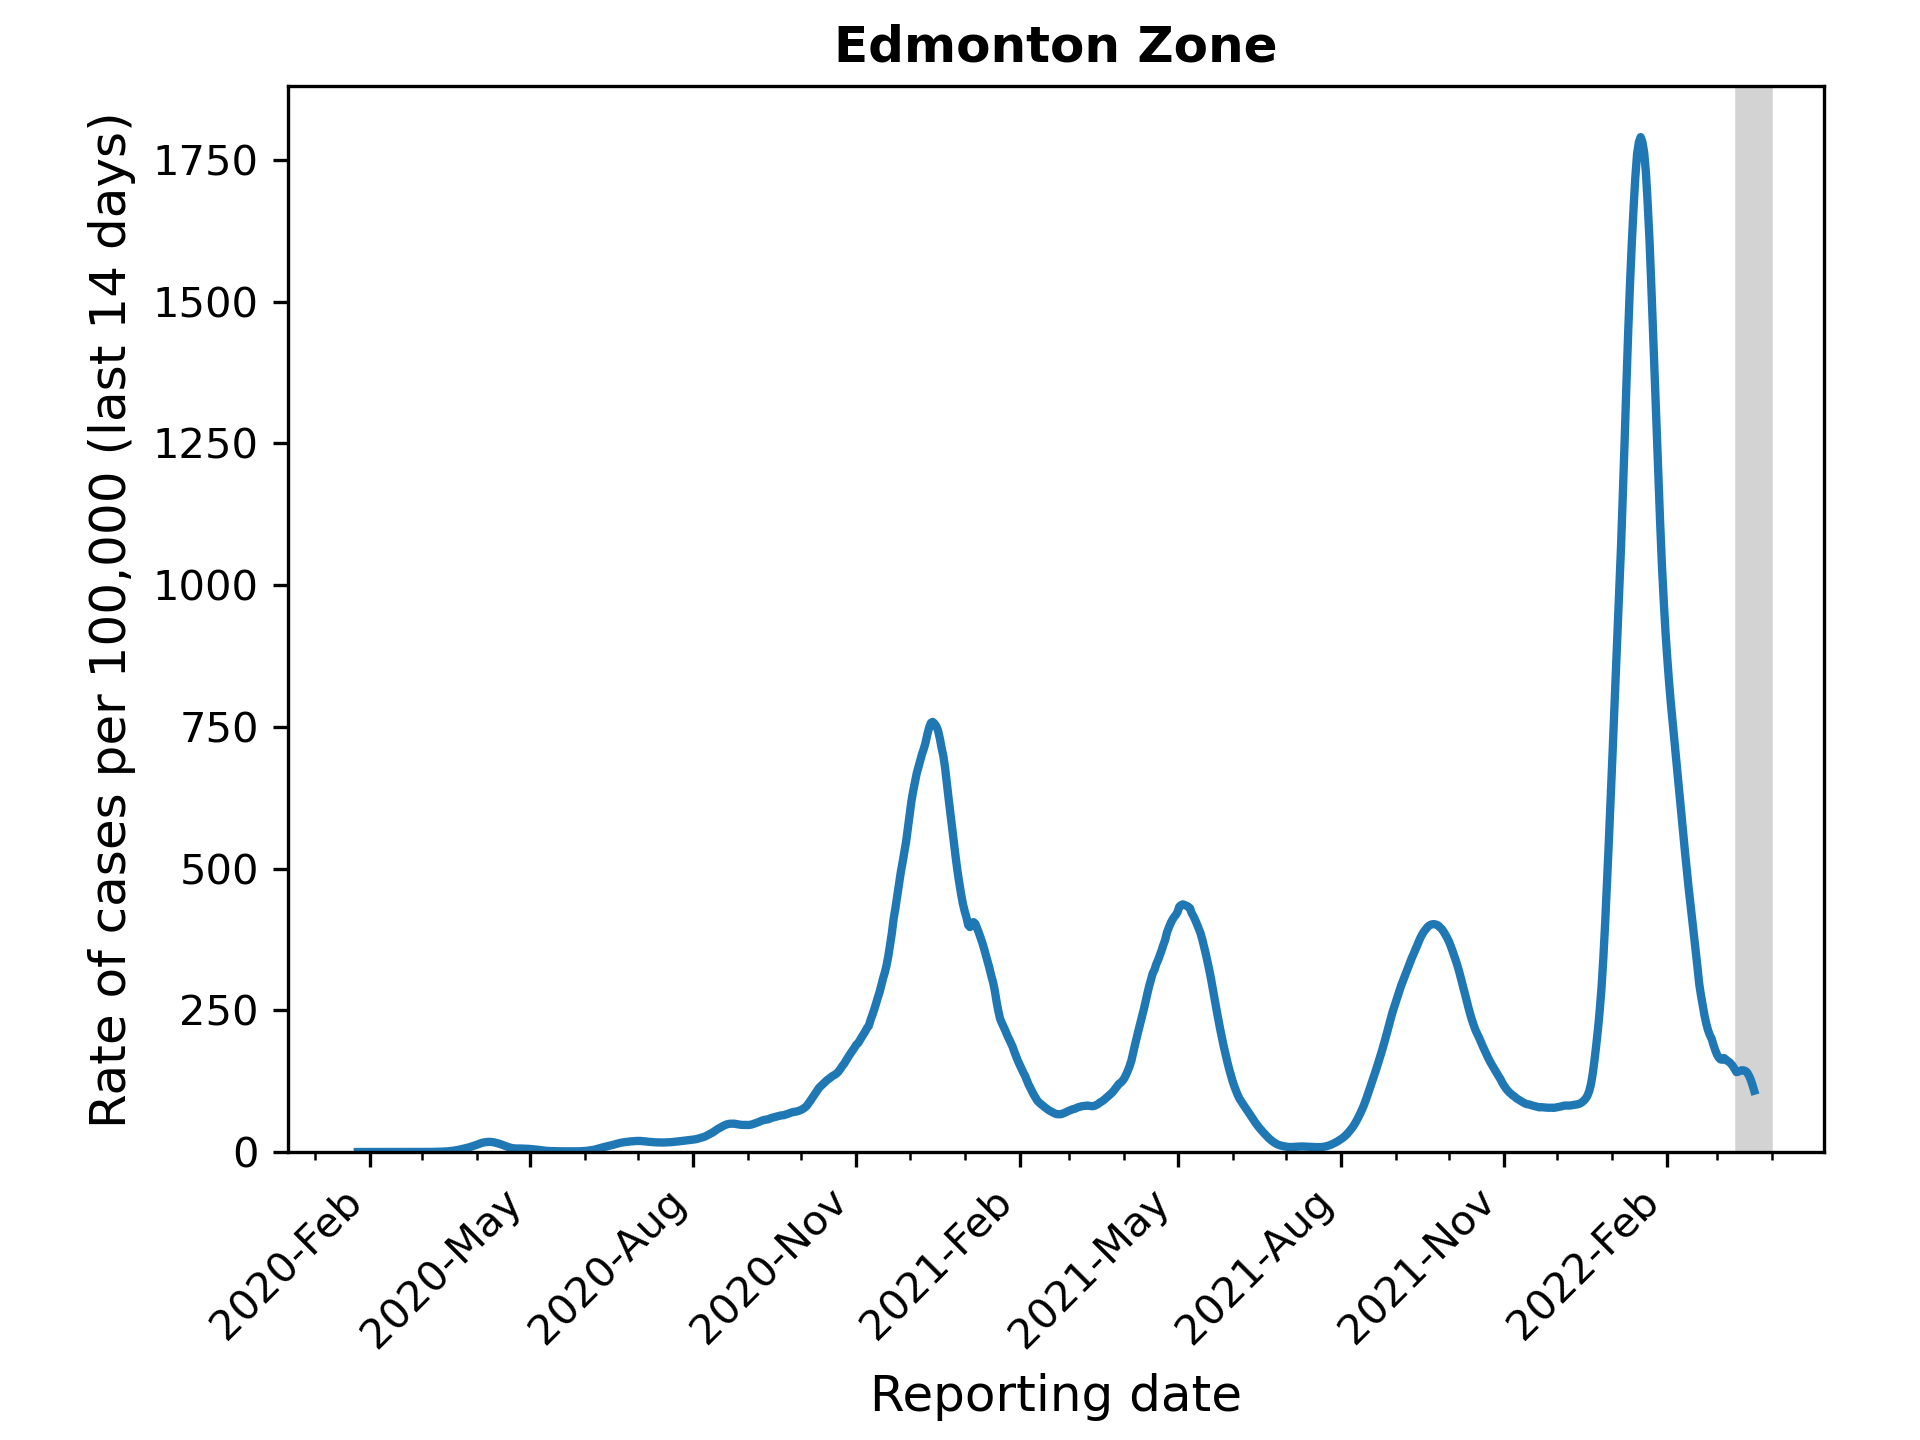 Edmonton Zone
Rate of cases per 100,000 (last 14 days)
1750
1500
1250
1000
750
500
250
0
2020-Feb
2020-May
2020-Aug
2020-Nov
2021-Feb
2021-May
2021-Aug
2021-Nov
2022-Feb
Reporting date